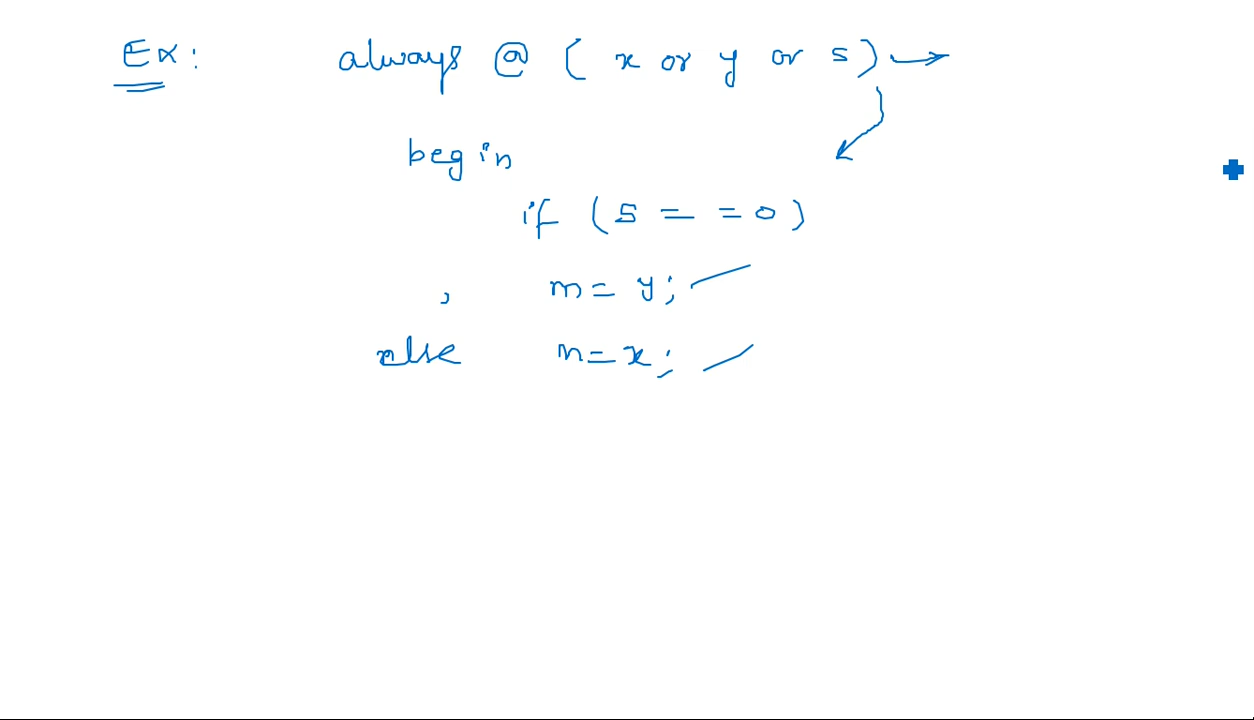 Ex: always @ ( x or y or s)
begin
if ( s = = 0 )
, m = y;
else n = x;